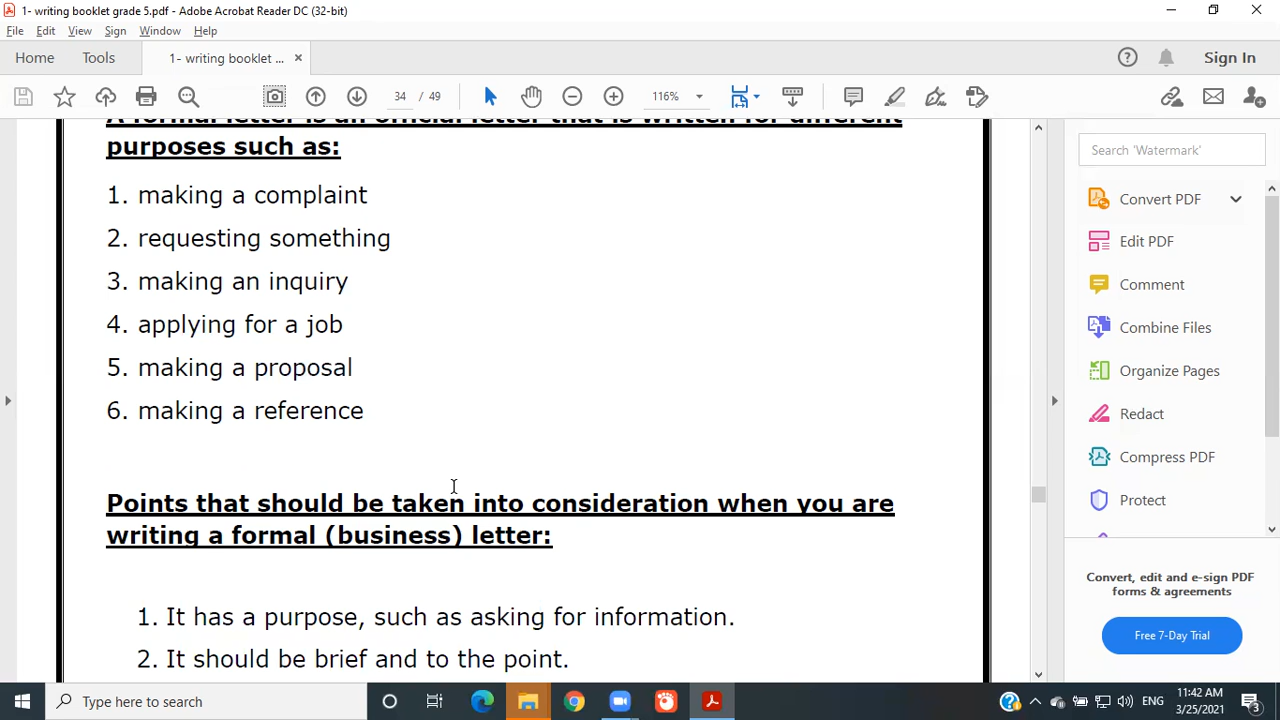 1- writing booklet grade 5.pdf - Adobe Acrobat Reader DC (32-bit)
File Edit View Sign Window Help
Home Tools 1- writing booklet ... × Sign In
34 / 49 116%
A formal letter is an official letter that is written for different
purposes such as:
1. making a complaint
2. requesting something
3. making an inquiry
4. applying for a job
5. making a proposal
6. making a reference
Points that should be taken into consideration when you are
writing a formal (business) letter:
1. It has a purpose, such as asking for information.
2. It should be brief and to the point.
Search 'Watermark'
Convert PDF
Edit PDF
Comment
Combine Files
Organize Pages
Redact
Compress PDF
Protect
Convert, edit and e-sign PDF
forms & agreements
Free 7-Day Trial
Type here to search
ENG
11:42 AM
3/25/2021
3